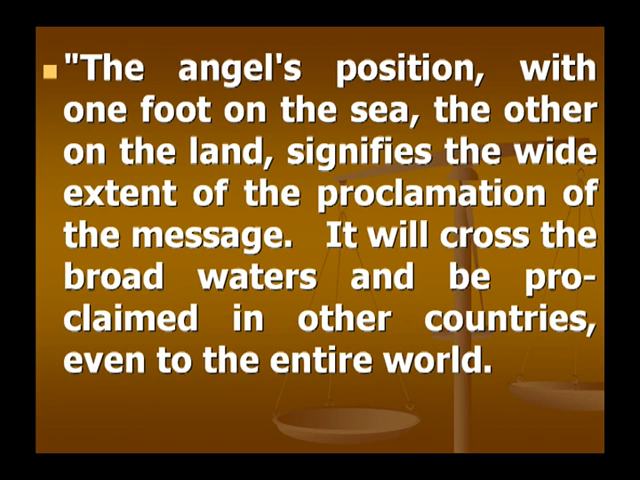 "The angel's position, with
one foot on the sea, the other
on the land, signifies the wide
extent of the proclamation of
the message. It will cross the
broad waters and be pro-
claimed in other countries,
even to the entire world.